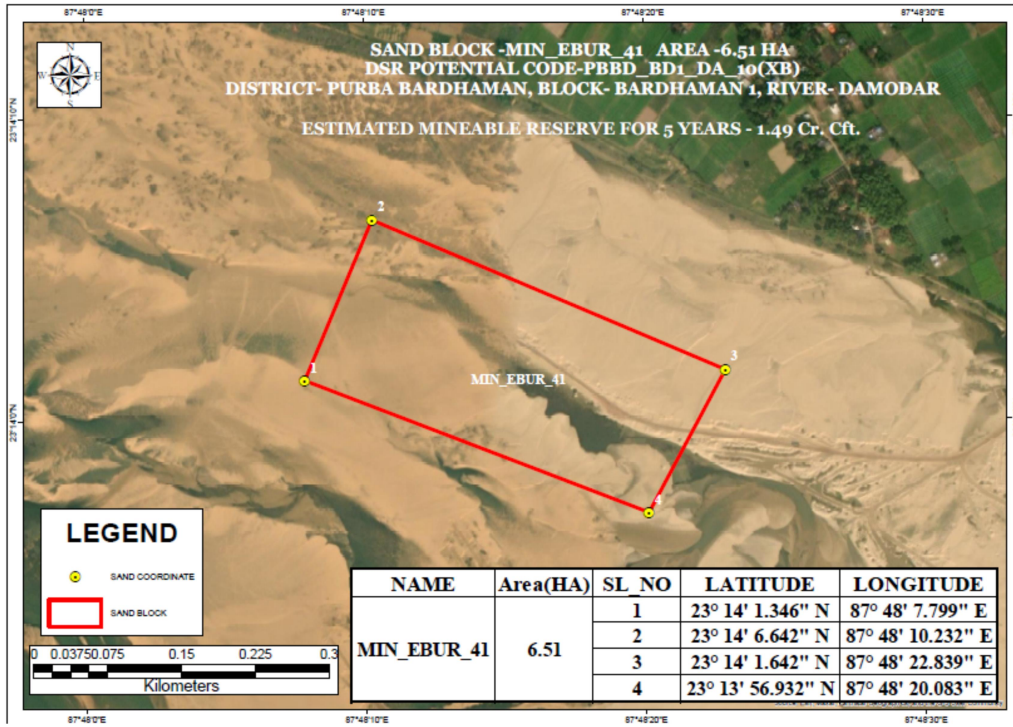 87°48'0"E 87°48'10"E 87°48'20"E 87°48'30"E
SAND BLOCK -MIN_EBUR_41 AREA -6.51 HA
DSR POTENTIAL CODE-PBBD_BD1_DA_10(XB)
DISTRICT- PURBA BARDHAMAN, BLOCK- BARDHAMAN 1, RIVER- DAMODAR
ESTIMATED MINEABLE RESERVE FOR 5 YEARS - 1.49 Cr. Cft.
N
W E
S
23°14'10"N
2
3
1
MIN_EBUR_41
23°14'0"N
4
LEGEND
SAND COORDINATE
SAND BLOCK
0 0.0375 0.075 0.15 0.225 0.3
Kilometers
NAME Area(HA) SL_NO LATITUDE LONGITUDE
MIN_EBUR_41 6.51 1 23° 14' 1.346" N 87° 48' 7.799" E
2 23° 14' 6.642" N 87° 48' 10.232" E
3 23° 14' 1.642" N 87° 48' 22.839" E
4 23° 13' 56.932" N 87° 48' 20.083" E
87°48'0"E 87°48'10"E 87°48'20"E 87°48'30"E